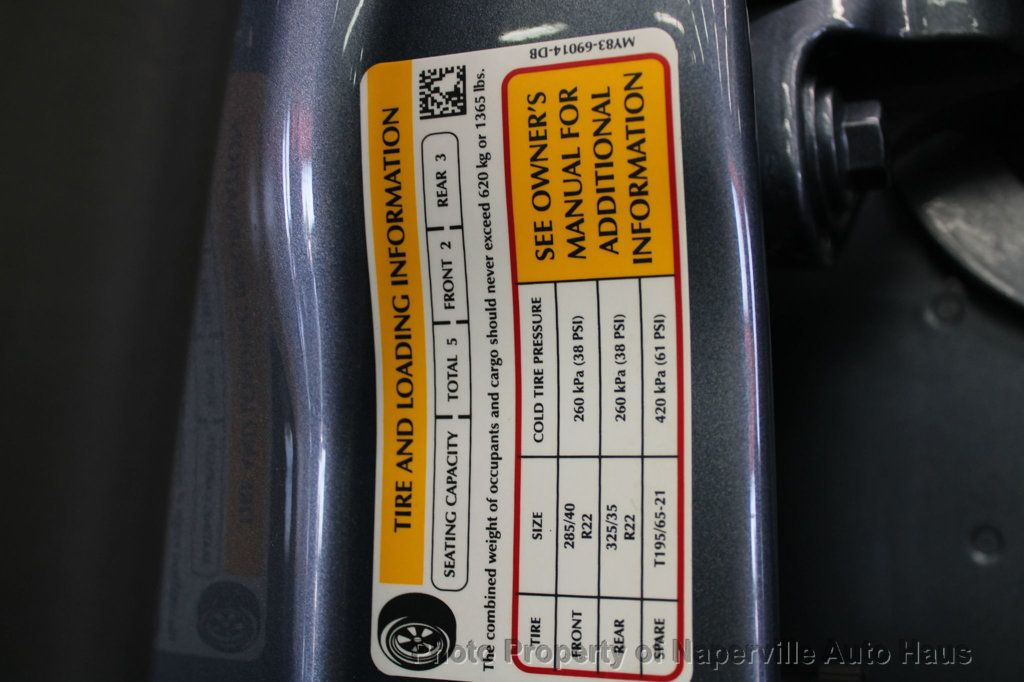 MY83-69014-DB
TIRE AND LOADING INFORMATION
SEATING CAPACITY TOTAL 5 FRONT 2 REAR 3
The combined weight of occupants and cargo should never exceed 620 kg or 1365 lbs.
TIRE SIZE COLD TIRE PRESSURE
FRONT 285/40 R22 260 kPa (38 PSI)
REAR 325/35 R22 260 kPa (38 PSI)
SPARE T195/65-21 420 kPa (61 PSI)
SEE OWNER'S
MANUAL FOR
ADDITIONAL
INFORMATION
Photo Property of Naperville Auto Haus